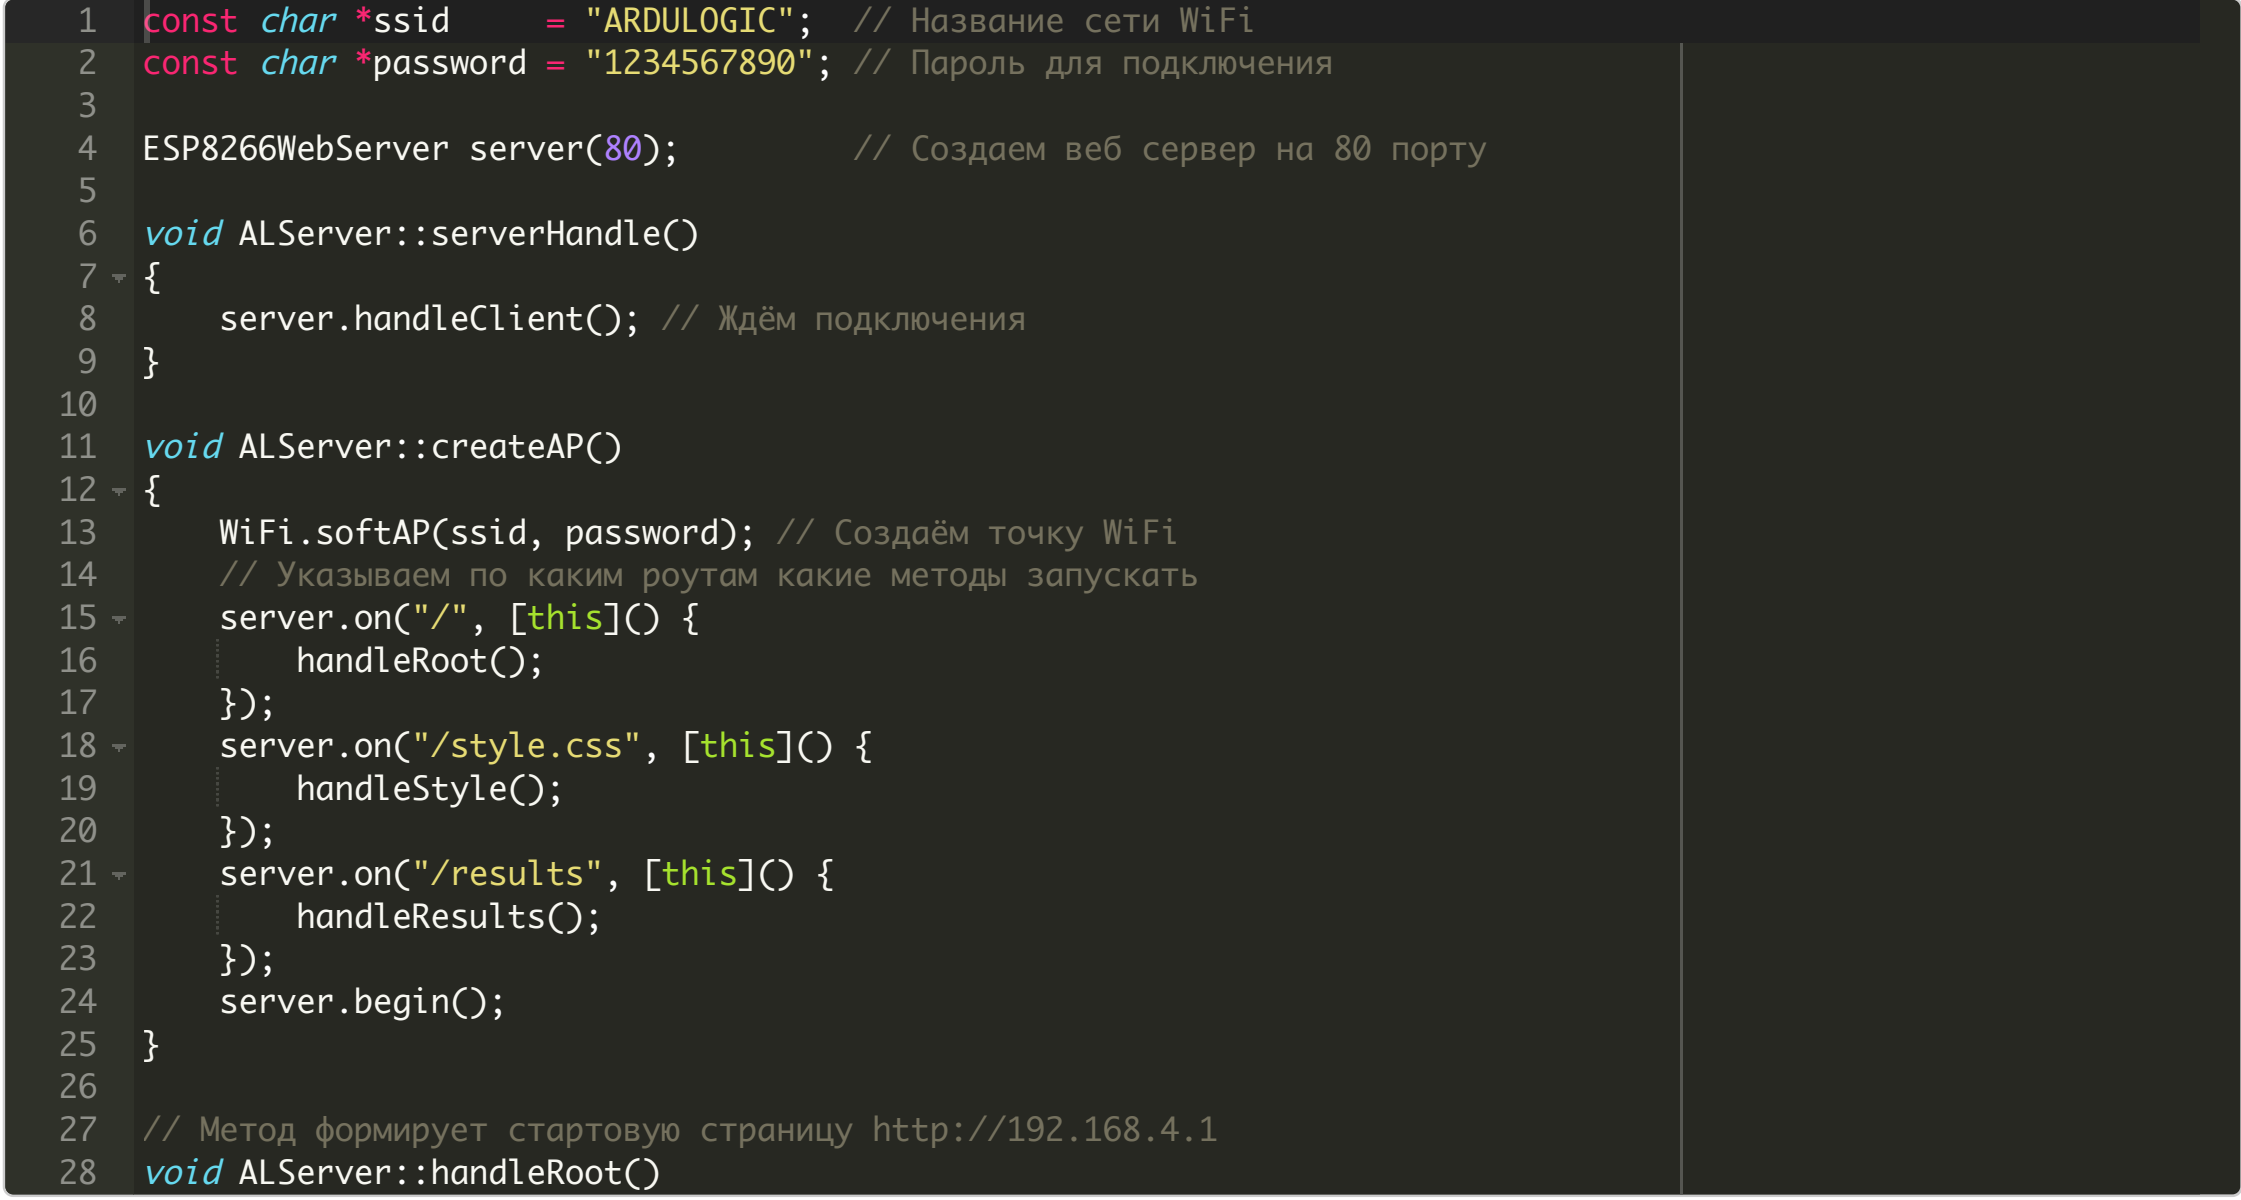 1 const char *ssid     = "ARDULOGIC";  // Название сети WiFi
2 const char *password = "1234567890"; // Пароль для подключения
3
4 ESP8266WebServer server(80);         // Создаем веб сервер на 80 порту
5
6 void ALServer::serverHandle()
7 {
8     server.handleClient(); // Ждём подключения
9 }
10
11 void ALServer::createAP()
12 {
13     WiFi.softAP(ssid, password); // Создаём точку WiFi
14     // Указываем по каким роутам какие методы запускать
15     server.on("/", [this]() {
16         handleRoot();
17     });
18     server.on("/style.css", [this]() {
19         handleStyle();
20     });
21     server.on("/results", [this]() {
22         handleResults();
23     });
24     server.begin();
25 }
26
27 // Метод формирует стартовую страницу http://192.168.4.1
28 void ALServer::handleRoot()